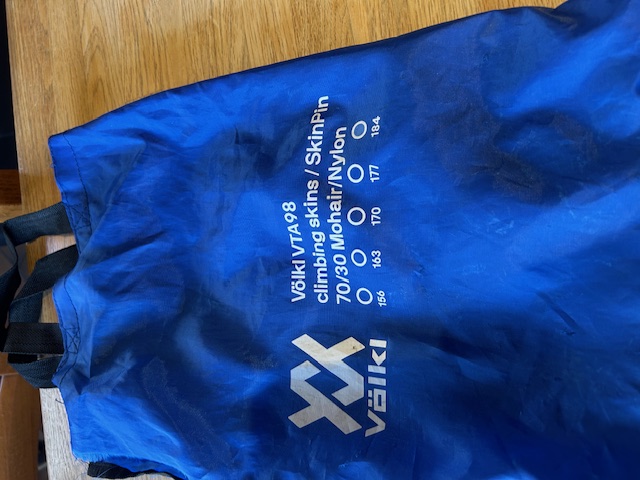 Völkl VTA98
climbing skins / SkinPin
70/30 Mohair/Nylon
156 163 170 177 184
völkl